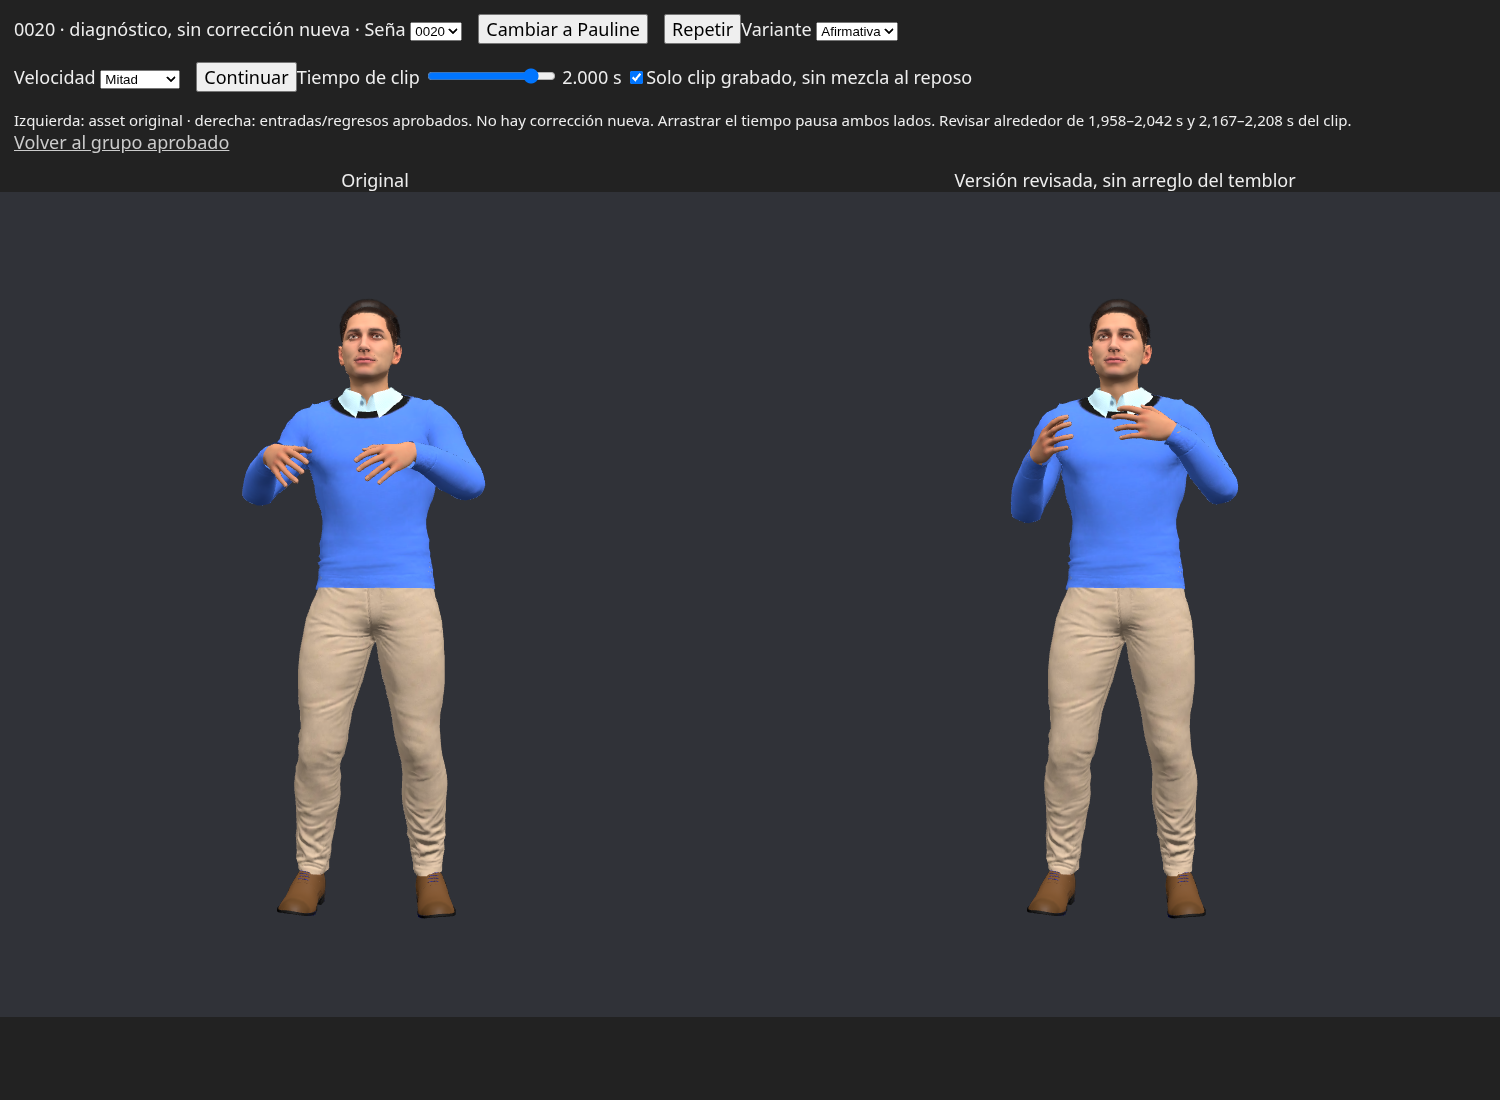 0020 · diagnóstico, sin corrección nueva · Seña 0020 Cambiar a Pauline Repetir Variante Afirmativa
Velocidad Mitad Continuar Tiempo de clip 2.000 s Solo clip grabado, sin mezcla al reposo
Izquierda: asset original · derecha: entradas/regresos aprobados. No hay corrección nueva. Arrastrar el tiempo pausa ambos lados. Revisar alrededor de 1,958–2,042 s y 2,167–2,208 s del clip.
Volver al grupo aprobado
Original
Versión revisada, sin arreglo del temblor